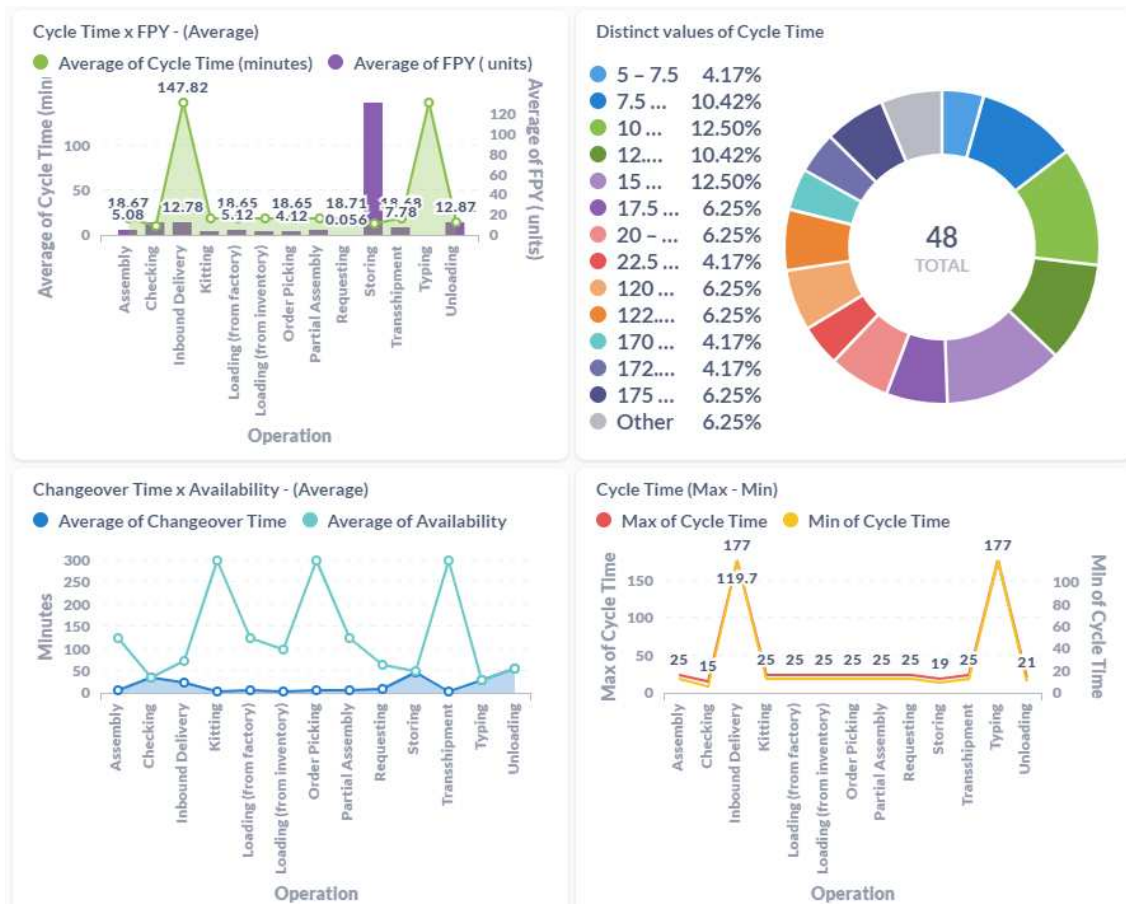 Cycle Time x FPY - (Average)
Average of Cycle Time (minutes) Average of FPY ( units)
Average of Cycle Time (min
100
50
0
147.82
18.67
5.08
12.78
18.65
5.12
18.65
4.12
18.71
0.056
18.68
7.78
12.87
120
100
80
60
40
20
0
Average of FPY ( units)
Assembly
Checking
Inbound Delivery
Kitting
Loading (from factory)
Loading (from inventory)
Order Picking
Partial Assembly
Requesting
Storing
Transshipment
Typing
Unloading
Operation
Distinct values of Cycle Time
5 – 7.5 4.17%
7.5 ... 10.42%
10 ... 12.50%
12.... 10.42%
15 ... 12.50%
17.5 ... 6.25%
20 – ... 6.25%
22.5 ... 4.17%
120 ... 6.25%
122.... 6.25%
170 ... 4.17%
172.... 4.17%
175 ... 6.25%
Other 6.25%
48
TOTAL
Changeover Time x Availability - (Average)
Average of Changeover Time Average of Availability
Minutes
300
250
200
150
100
50
0
Assembly
Checking
Inbound Delivery
Kitting
Loading (from factory)
Loading (from inventory)
Order Picking
Partial Assembly
Requesting
Storing
Transshipment
Typing
Unloading
Operation
Cycle Time (Max - Min)
Max of Cycle Time Min of Cycle Time
Max of Cycle Time
150
100
50
0
177
119.7
177
25
15
25
25
25
25
25
25
19
25
21
100
80
60
40
20
0
Min of Cycle Time
Assembly
Checking
Inbound Delivery
Kitting
Loading (from factory)
Loading (from inventory)
Order Picking
Partial Assembly
Requesting
Storing
Transshipment
Typing
Unloading
Operation